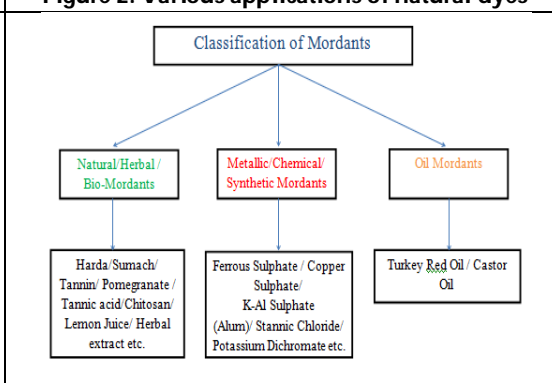 Figure 2: Various applications of natural dyes
Classification of Mordants
Natural/Herbal /
Bio-Mordants
Metallic/Chemical/
Synthetic Mordants
Oil Mordants
Harda/Sumach/
Tannin/ Pomegranate /
Tannic acid/Chitosan/
Lemon Juice/ Herbal
extract etc.
Ferrous Sulphate / Copper
Sulphate/
K-Al Sulphate
(Alum)/ Stannic Chloride/
Potassium Dichromate etc.
Turkey Red Oil / Castor
Oil